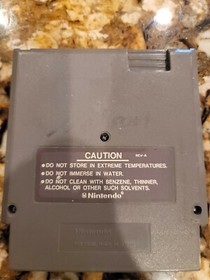 CAUTION
●DO NOT STORE IN EXTREME TEMPERATURES.
●DO NOT IMMERSE IN WATER.
●DO NOT CLEAN WITH BENZENE, THINNER,
ALCOHOL OR OTHER SUCH SOLVENTS.
Nintendo®